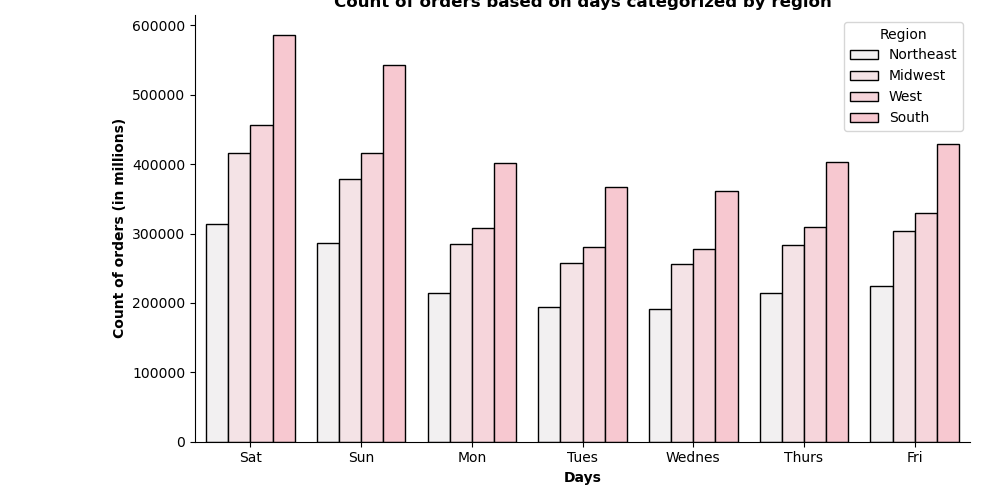 Count of orders based on days categorized by region
Region
Northeast
Midwest
West
South
Count of orders (in millions)
600000
500000
400000
300000
200000
100000
0
Sat Sun Mon Tues Wednes Thurs Fri
Days